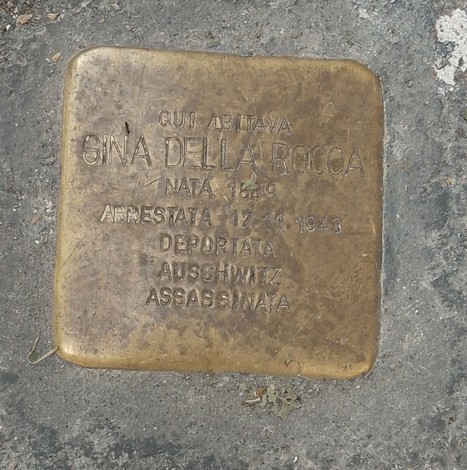 QUI ABITAVA
GINA DELLA ROCCA
NATA 1889
ARRESTATA 17.11.1943
DEPORTATA
AUSCHWITZ
ASSASSINATA